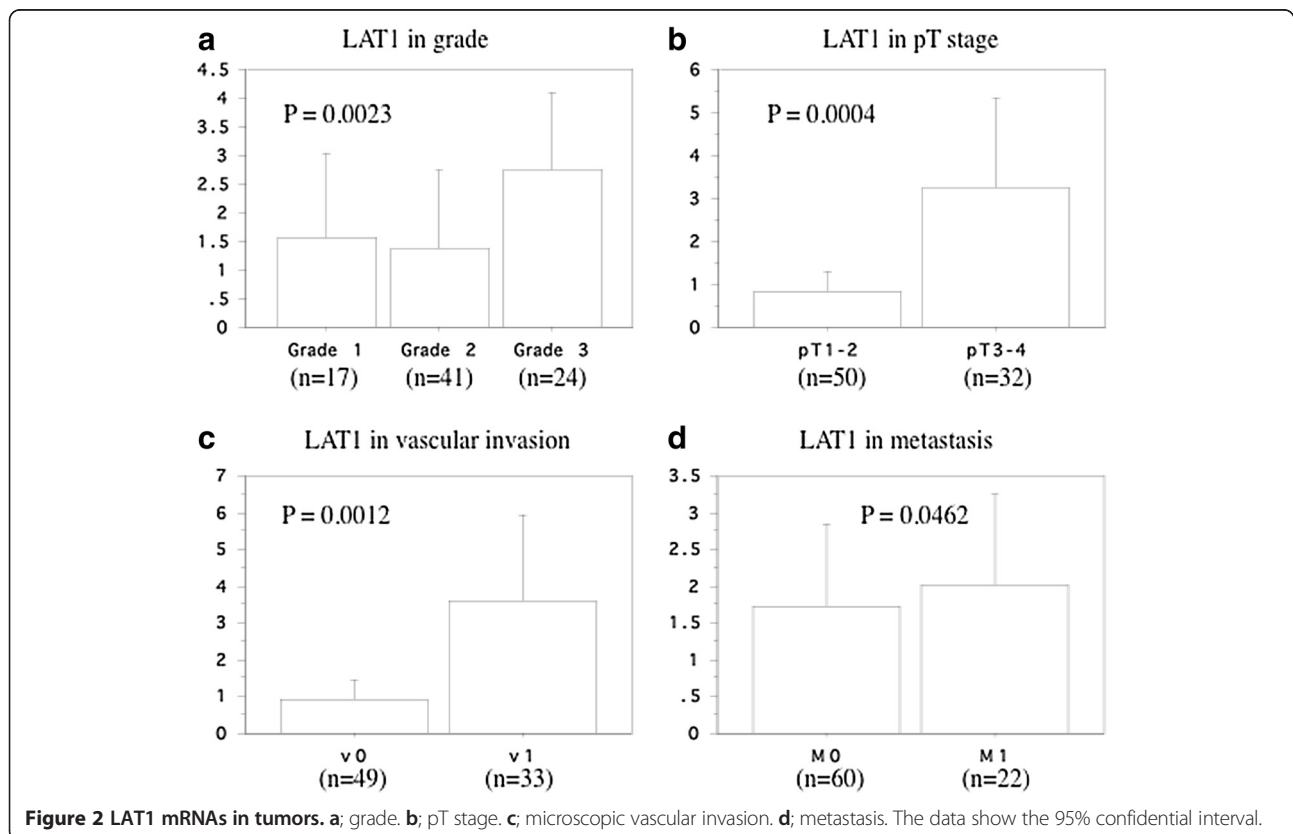 a LAT1 in grade
4.5
4
3.5
3
2.5
2
1.5
1
.5
0
P = 0.0023
Grade 1 Grade 2 Grade 3
(n=17) (n=41) (n=24)
b LAT1 in pT stage
6
5
4
3
2
1
0
P = 0.0004
pT1-2 pT3-4
(n=50) (n=32)
c LAT1 in vascular invasion
7
6
5
4
3
2
1
0
P = 0.0012
v0 v1
(n=49) (n=33)
d LAT1 in metastasis
3.5
3
2.5
2
1.5
1
.5
0
P = 0.0462
M0 M1
(n=60) (n=22)
Figure 2 LAT1 mRNAs in tumors. a; grade. b; pT stage. c; microscopic vascular invasion. d; metastasis. The data show the 95% confidential interval.